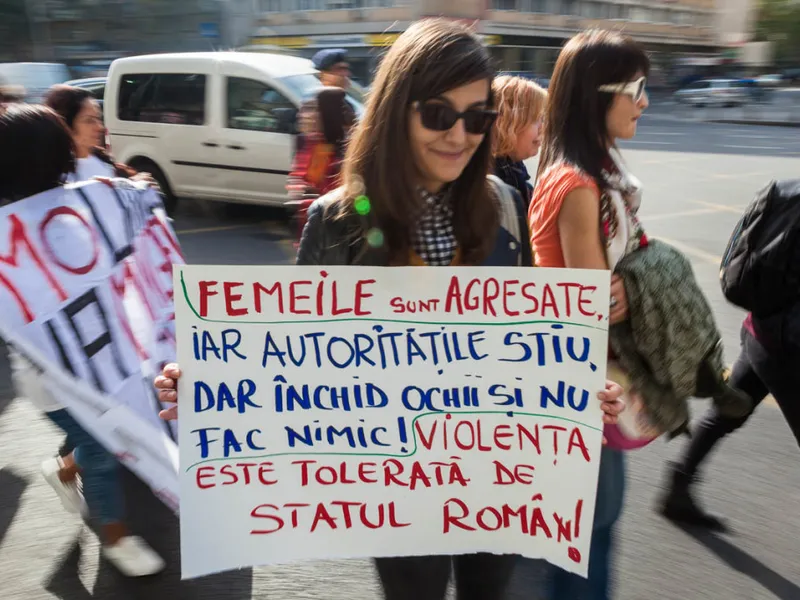 FEMEILE SUNT AGRESATE,
IAR AUTORITĂȚILE ȘTIU,
DAR ÎNCHID OCHII ȘI NU
FAC NIMIC! VIOLENȚA
ESTE TOLERATĂ DE
STATUL ROMÂN!